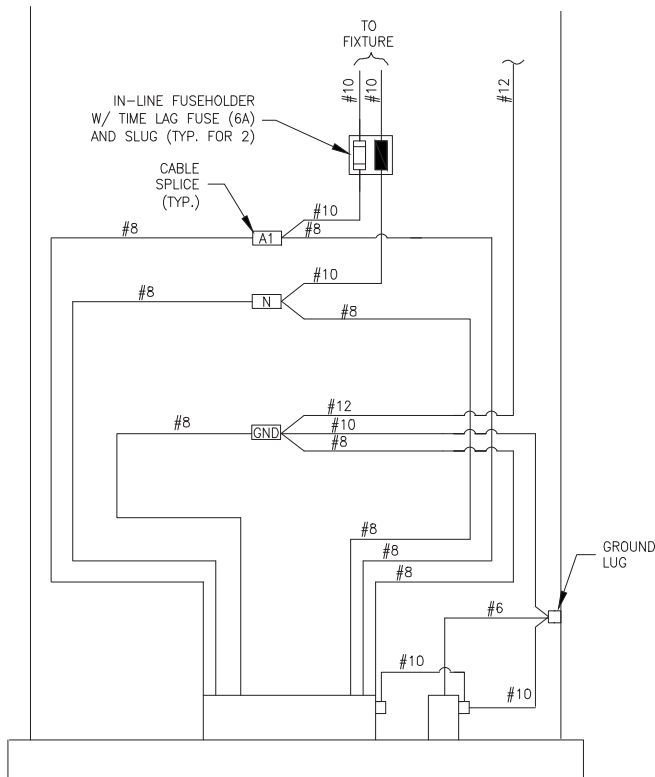 TO
FIXTURE
#10
#10
#12
IN-LINE FUSEHOLDER
W/ TIME LAG FUSE (6A)
AND SLUG (TYP. FOR 2)
CABLE
SPLICE
(TYP.)
#10
#8
A1
#8
#10
#8
N
#8
#12
#8
GND
#10
#8
#8
#8
#8
GROUND
LUG
#6
#10
#10